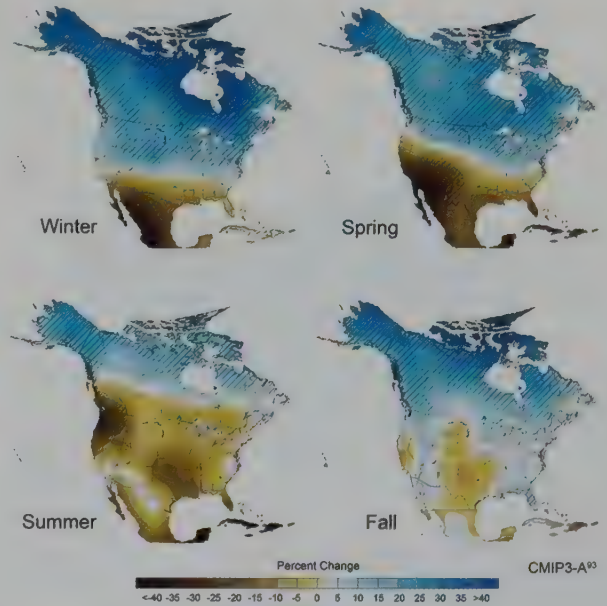 Winter
Spring
Summer
Fall
Percent Change
CMIP3-A93
<-40 -35 -30 -25 -20 -15 -10 -5 0 5 10 15 20 25 30 35 >40